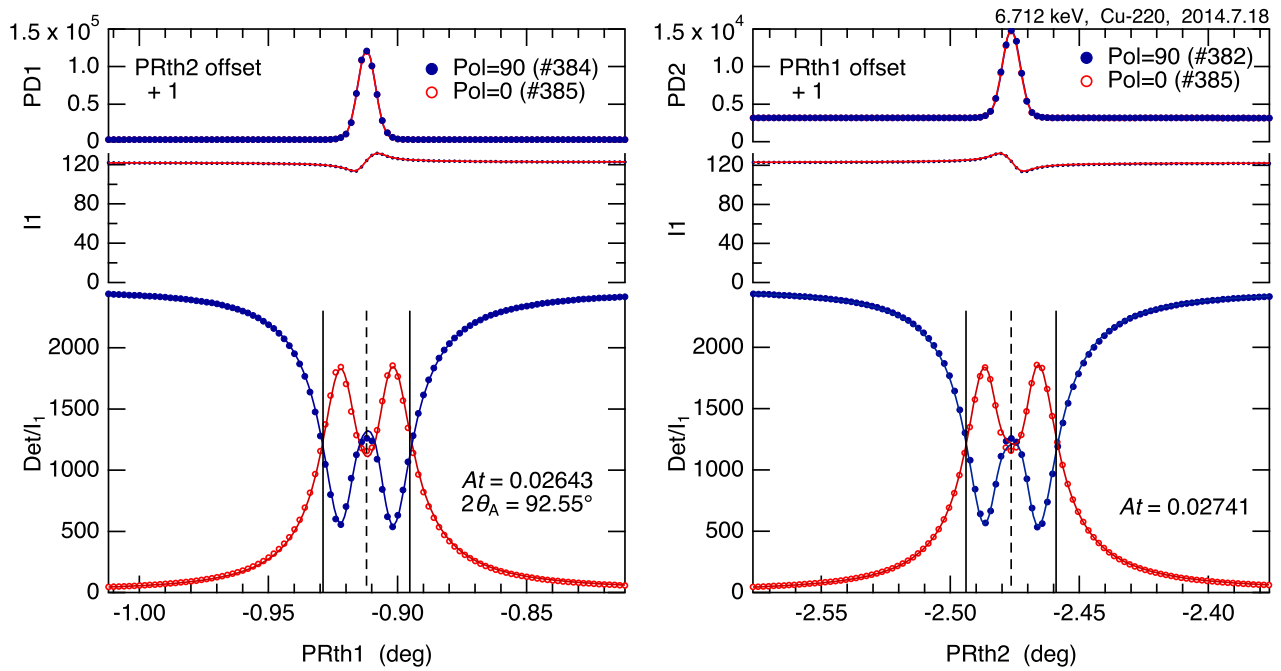 6.712 keV, Cu-220, 2014.7.18
1.5 x 10^5
1.0
0.5
0
PD1
PRth2 offset
+ 1
Pol=90 (#384)
Pol=0 (#385)
120
80
40
0
I1
2000
1500
1000
500
0
Det/I1
At = 0.02643
2θA = 92.55°
-1.00
-0.95
-0.90
-0.85
PRth1 (deg)
1.5 x 10^4
1.0
0.5
0
PD2
PRth1 offset
+ 1
Pol=90 (#382)
Pol=0 (#385)
120
80
40
0
I1
2000
1500
1000
500
0
Det/I1
At = 0.02741
-2.55
-2.50
-2.45
-2.40
PRth2 (deg)